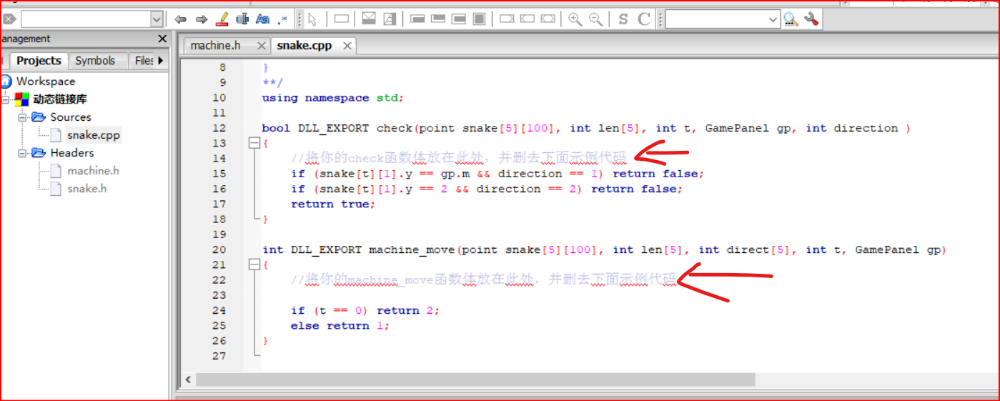 Aa
.*
S C
anagement
Projects Symbols Files
Workspace
动态链接库
Sources
snake.cpp
Headers
machine.h
snake.h
machine.h snake.cpp
8 }
9 **/
10 using namespace std;
11
12 bool DLL_EXPORT check(point snake[5][100], int len[5], int t, GamePanel gp, int direction )
13 {
14 //将你的check函数体放在此处，并删去下面示例代码
15 if (snake[t][1].y == gp.m && direction == 1) return false;
16 if (snake[t][1].y == 2 && direction == 2) return false;
17 return true;
18 }
19
20 int DLL_EXPORT machine_move(point snake[5][100], int len[5], int direct[5], int t, GamePanel gp)
21 {
22 //将你的machine_move函数体放在此处，并删去下面示例代码
23
24 if (t == 0) return 2;
25 else return 1;
26 }
27